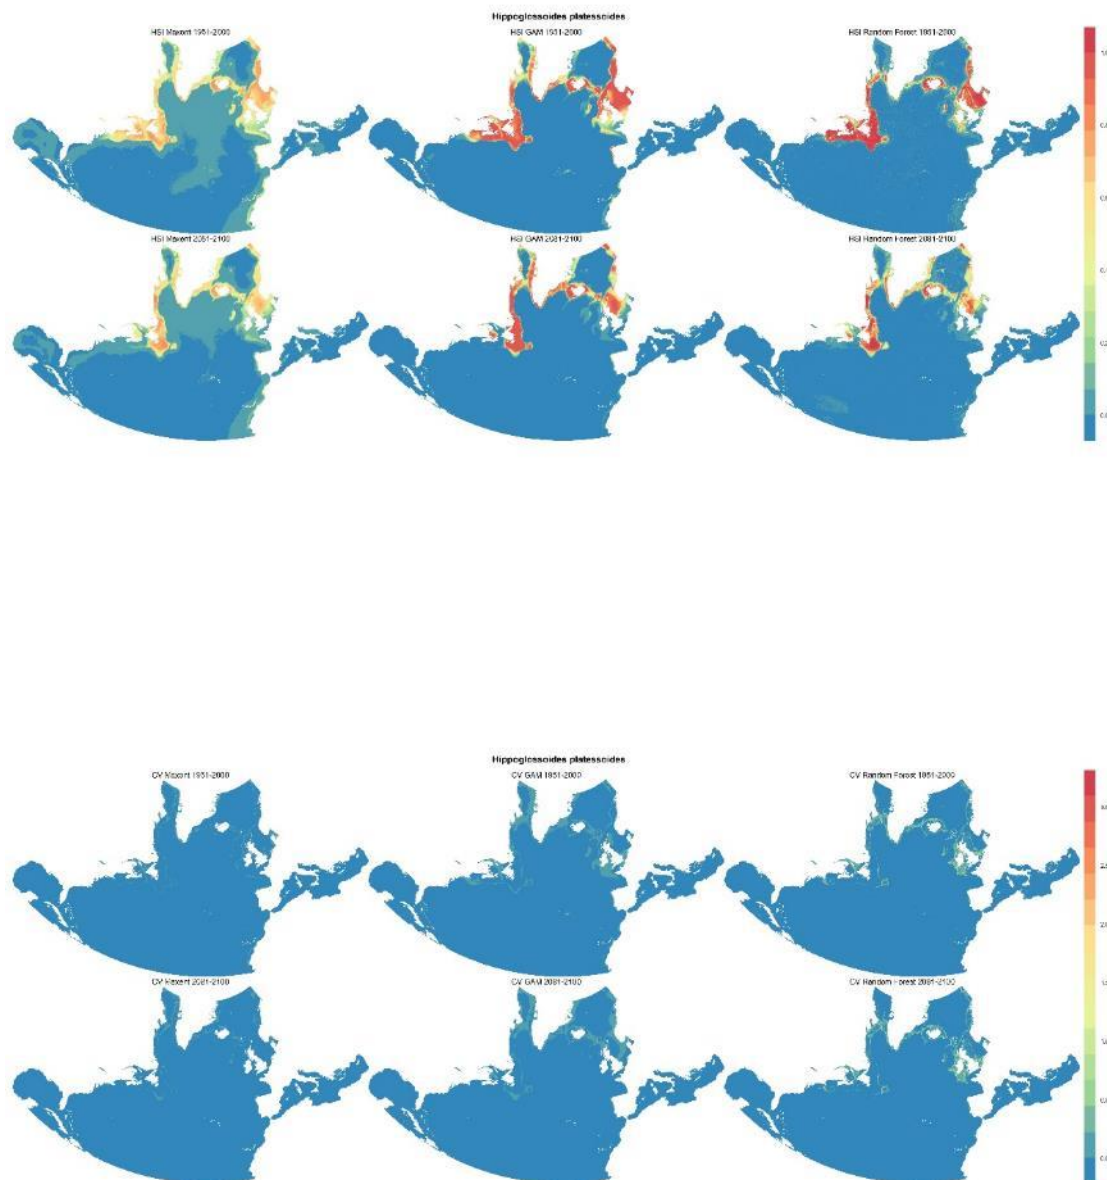 Hippoglossoides platessoides
HSI Maxent 1951-2000 HSI GAM 1951-2000 HSI Random Forest 1951-2000
HSI Maxent 2081-2100 HSI GAM 2081-2100 HSI Random Forest 2081-2100
Hippoglossoides platessoides
CV Maxent 1951-2000 CV GAM 1951-2000 CV Random Forest 1951-2000
CV Maxent 2081-2100 CV GAM 2081-2100 CV Random Forest 2081-2100